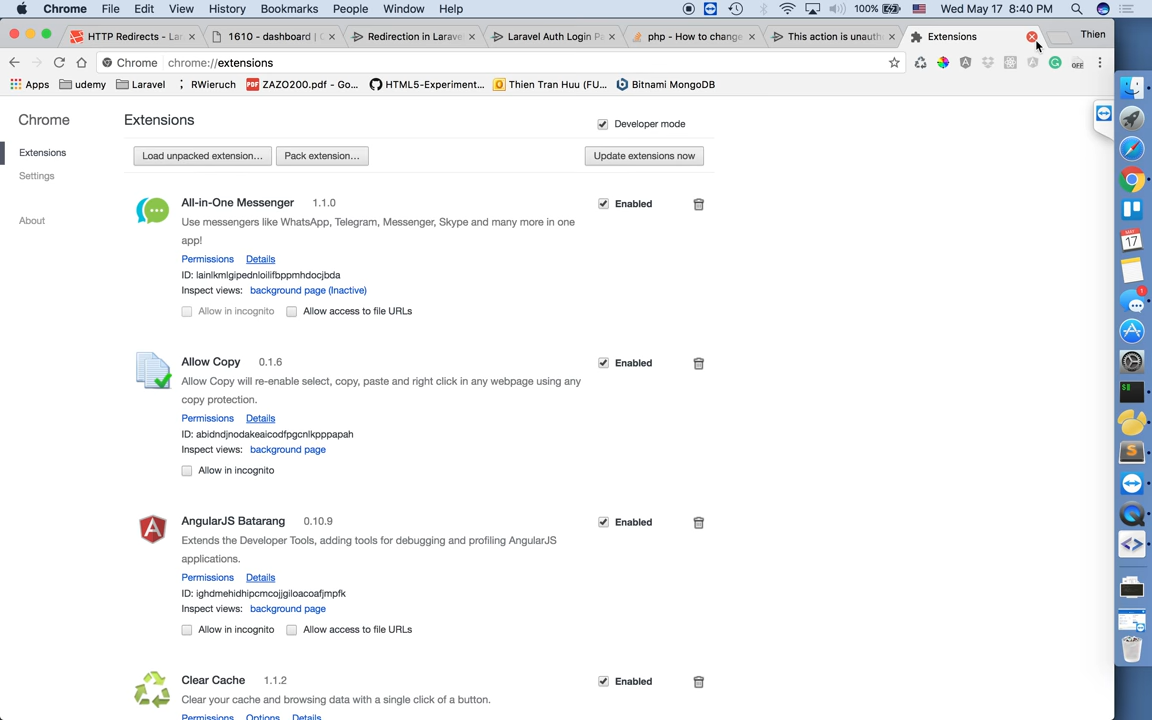 Chrome File Edit View History Bookmarks People Window Help 100% Wed May 17 8:40 PM
HTTP Redirects - La 1610 - dashboard | C Redirection in Larave Laravel Auth Login Pa php - How to change This action is unauth Extensions Thien
Chrome chrome://extensions OFF
Apps udemy Laravel RWieruch PDF ZAZO200.pdf - Go... HTML5-Experiment... Thien Tran Huu (FU... Bitnami MongoDB
Chrome Extensions Developer mode
Extensions Load unpacked extension... Pack extension... Update extensions now
Settings
About
All-in-One Messenger 1.1.0 Enabled
Use messengers like WhatsApp, Telegram, Messenger, Skype and many more in one
app!
Permissions Details
ID: lainlkmlgipednloilifbppmhdocjbda
Inspect views: background page (Inactive)
Allow in incognito Allow access to file URLs
Allow Copy 0.1.6 Enabled
Allow Copy will re-enable select, copy, paste and right click in any webpage using any
copy protection.
Permissions Details
ID: abidndjnodakeaicodfpgcnlkpppapah
Inspect views: background page
Allow in incognito
AngularJS Batarang 0.10.9 Enabled
Extends the Developer Tools, adding tools for debugging and profiling AngularJS
applications.
Permissions Details
ID: ighdmehidhipcmcojjgiloacoafjmpfk
Inspect views: background page
Allow in incognito Allow access to file URLs
Clear Cache 1.1.2 Enabled
Clear your cache and browsing data with a single click of a button.
Permissions Options Details
MAY
17
1
S